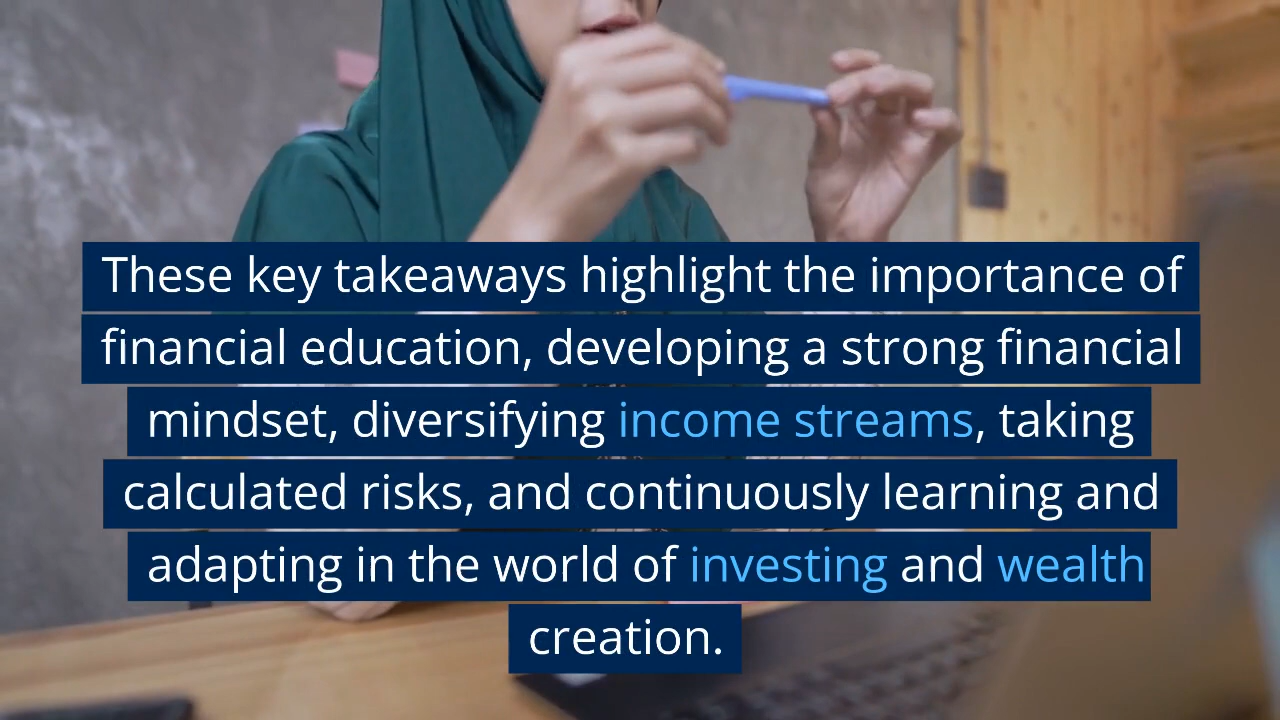 These key takeaways highlight the importance of
financial education, developing a strong financial
mindset, diversifying income streams, taking
calculated risks, and continuously learning and
adapting in the world of investing and wealth
creation.